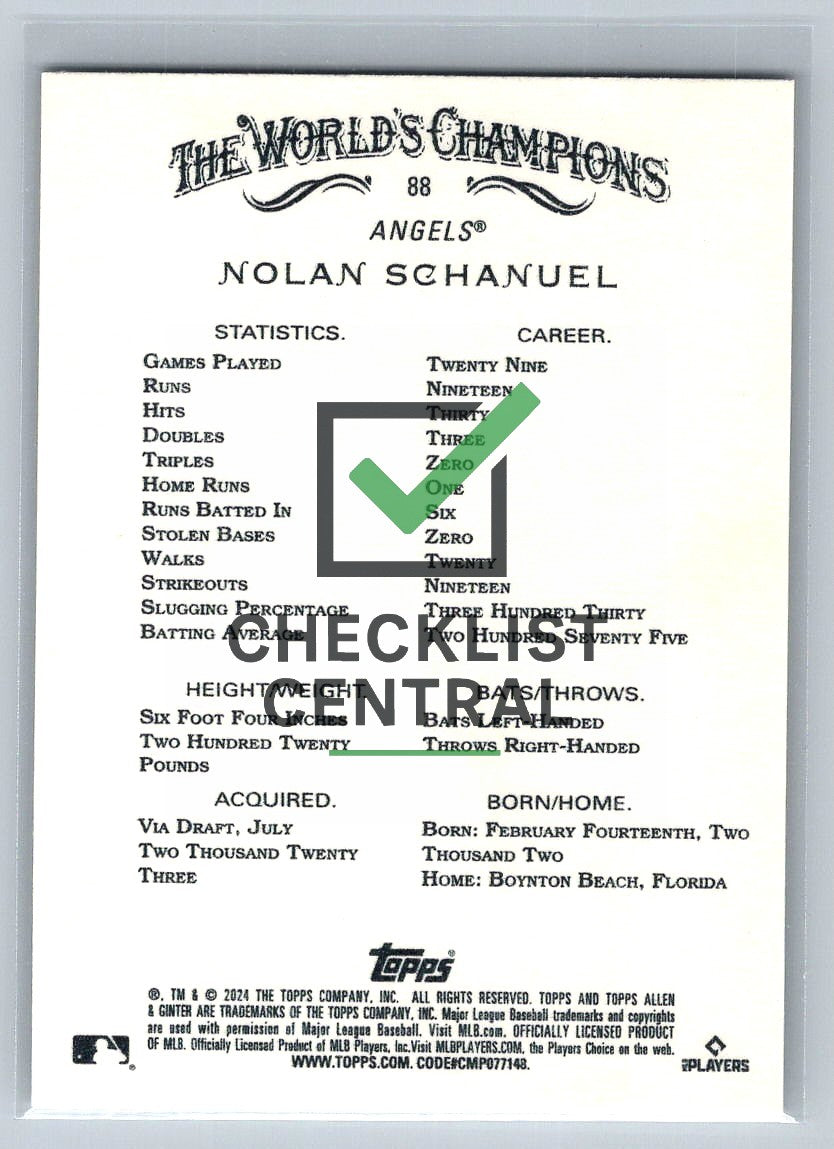 THE WORLD'S CHAMPIONS
88
ANGELS®
NOLAN SCHANUEL
STATISTICS. CAREER.
GAMES PLAYED TWENTY NINE
RUNS NINETEEN
HITS THIRTY
DOUBLES THREE
TRIPLES ZERO
HOME RUNS ONE
RUNS BATTED IN SIX
STOLEN BASES ZERO
WALKS TWENTY
STRIKEOUTS NINETEEN
SLUGGING PERCENTAGE THREE HUNDRED THIRTY
BATTING AVERAGE TWO HUNDRED SEVENTY FIVE
CHECKLIST
CENTRAL
HEIGHT/WEIGHT. BATS/THROWS.
SIX FOOT FOUR INCHES BATS LEFT-HANDED
TWO HUNDRED TWENTY THROWS RIGHT-HANDED
POUNDS
ACQUIRED. BORN/HOME.
VIA DRAFT, JULY BORN: FEBRUARY FOURTEENTH, TWO
TWO THOUSAND TWENTY THOUSAND TWO
THREE HOME: BOYNTON BEACH, FLORIDA
Topps®
®, TM & © 2024 THE TOPPS COMPANY, INC. ALL RIGHTS RESERVED. TOPPS AND TOPPS ALLEN
& GINTER ARE TRADEMARKS OF THE TOPPS COMPANY, INC. Major League Baseball trademarks and copyrights
are used with permission of Major League Baseball. Visit MLB.com. OFFICIALLY LICENSED PRODUCT
OF MLB. Officially Licensed Product of MLB Players, Inc.Visit MLBPLAYERS.COM, the Players Choice on the web.
WWW.TOPPS.COM. CODE#CMP077148.
MLBPLAYERS